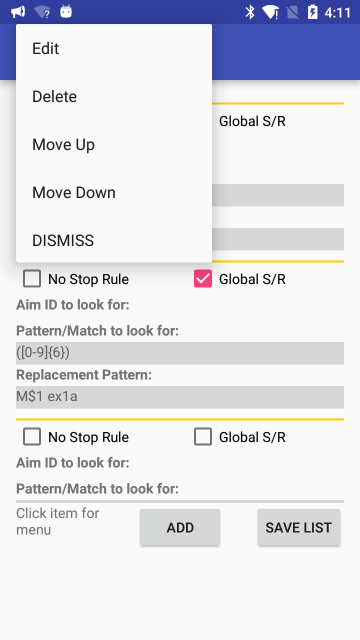 4:11
Edit
Delete
Move Up
Move Down
DISMISS
Global S/R
No Stop Rule Global S/R
Aim ID to look for:
Pattern/Match to look for:
([0-9]{6})
Replacement Pattern:
M$1 ex1a
No Stop Rule Global S/R
Aim ID to look for:
Pattern/Match to look for:
Click item for
menu
ADD
SAVE LIST